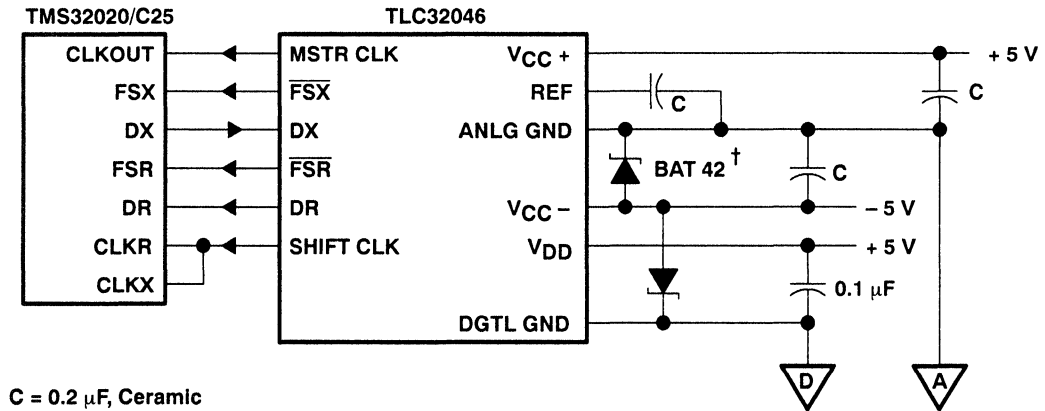 TMS32020/C25
TLC32046
CLKOUT
MSTR CLK
VCC +
+ 5 V
FSX
FSX
REF
C
C
DX
DX
ANLG GND
FSR
FSR
BAT 42 †
C
DR
DR
VCC –
– 5 V
CLKR
SHIFT CLK
VDD
+ 5 V
CLKX
0.1 μF
DGTL GND
D
A
C = 0.2 μF, Ceramic